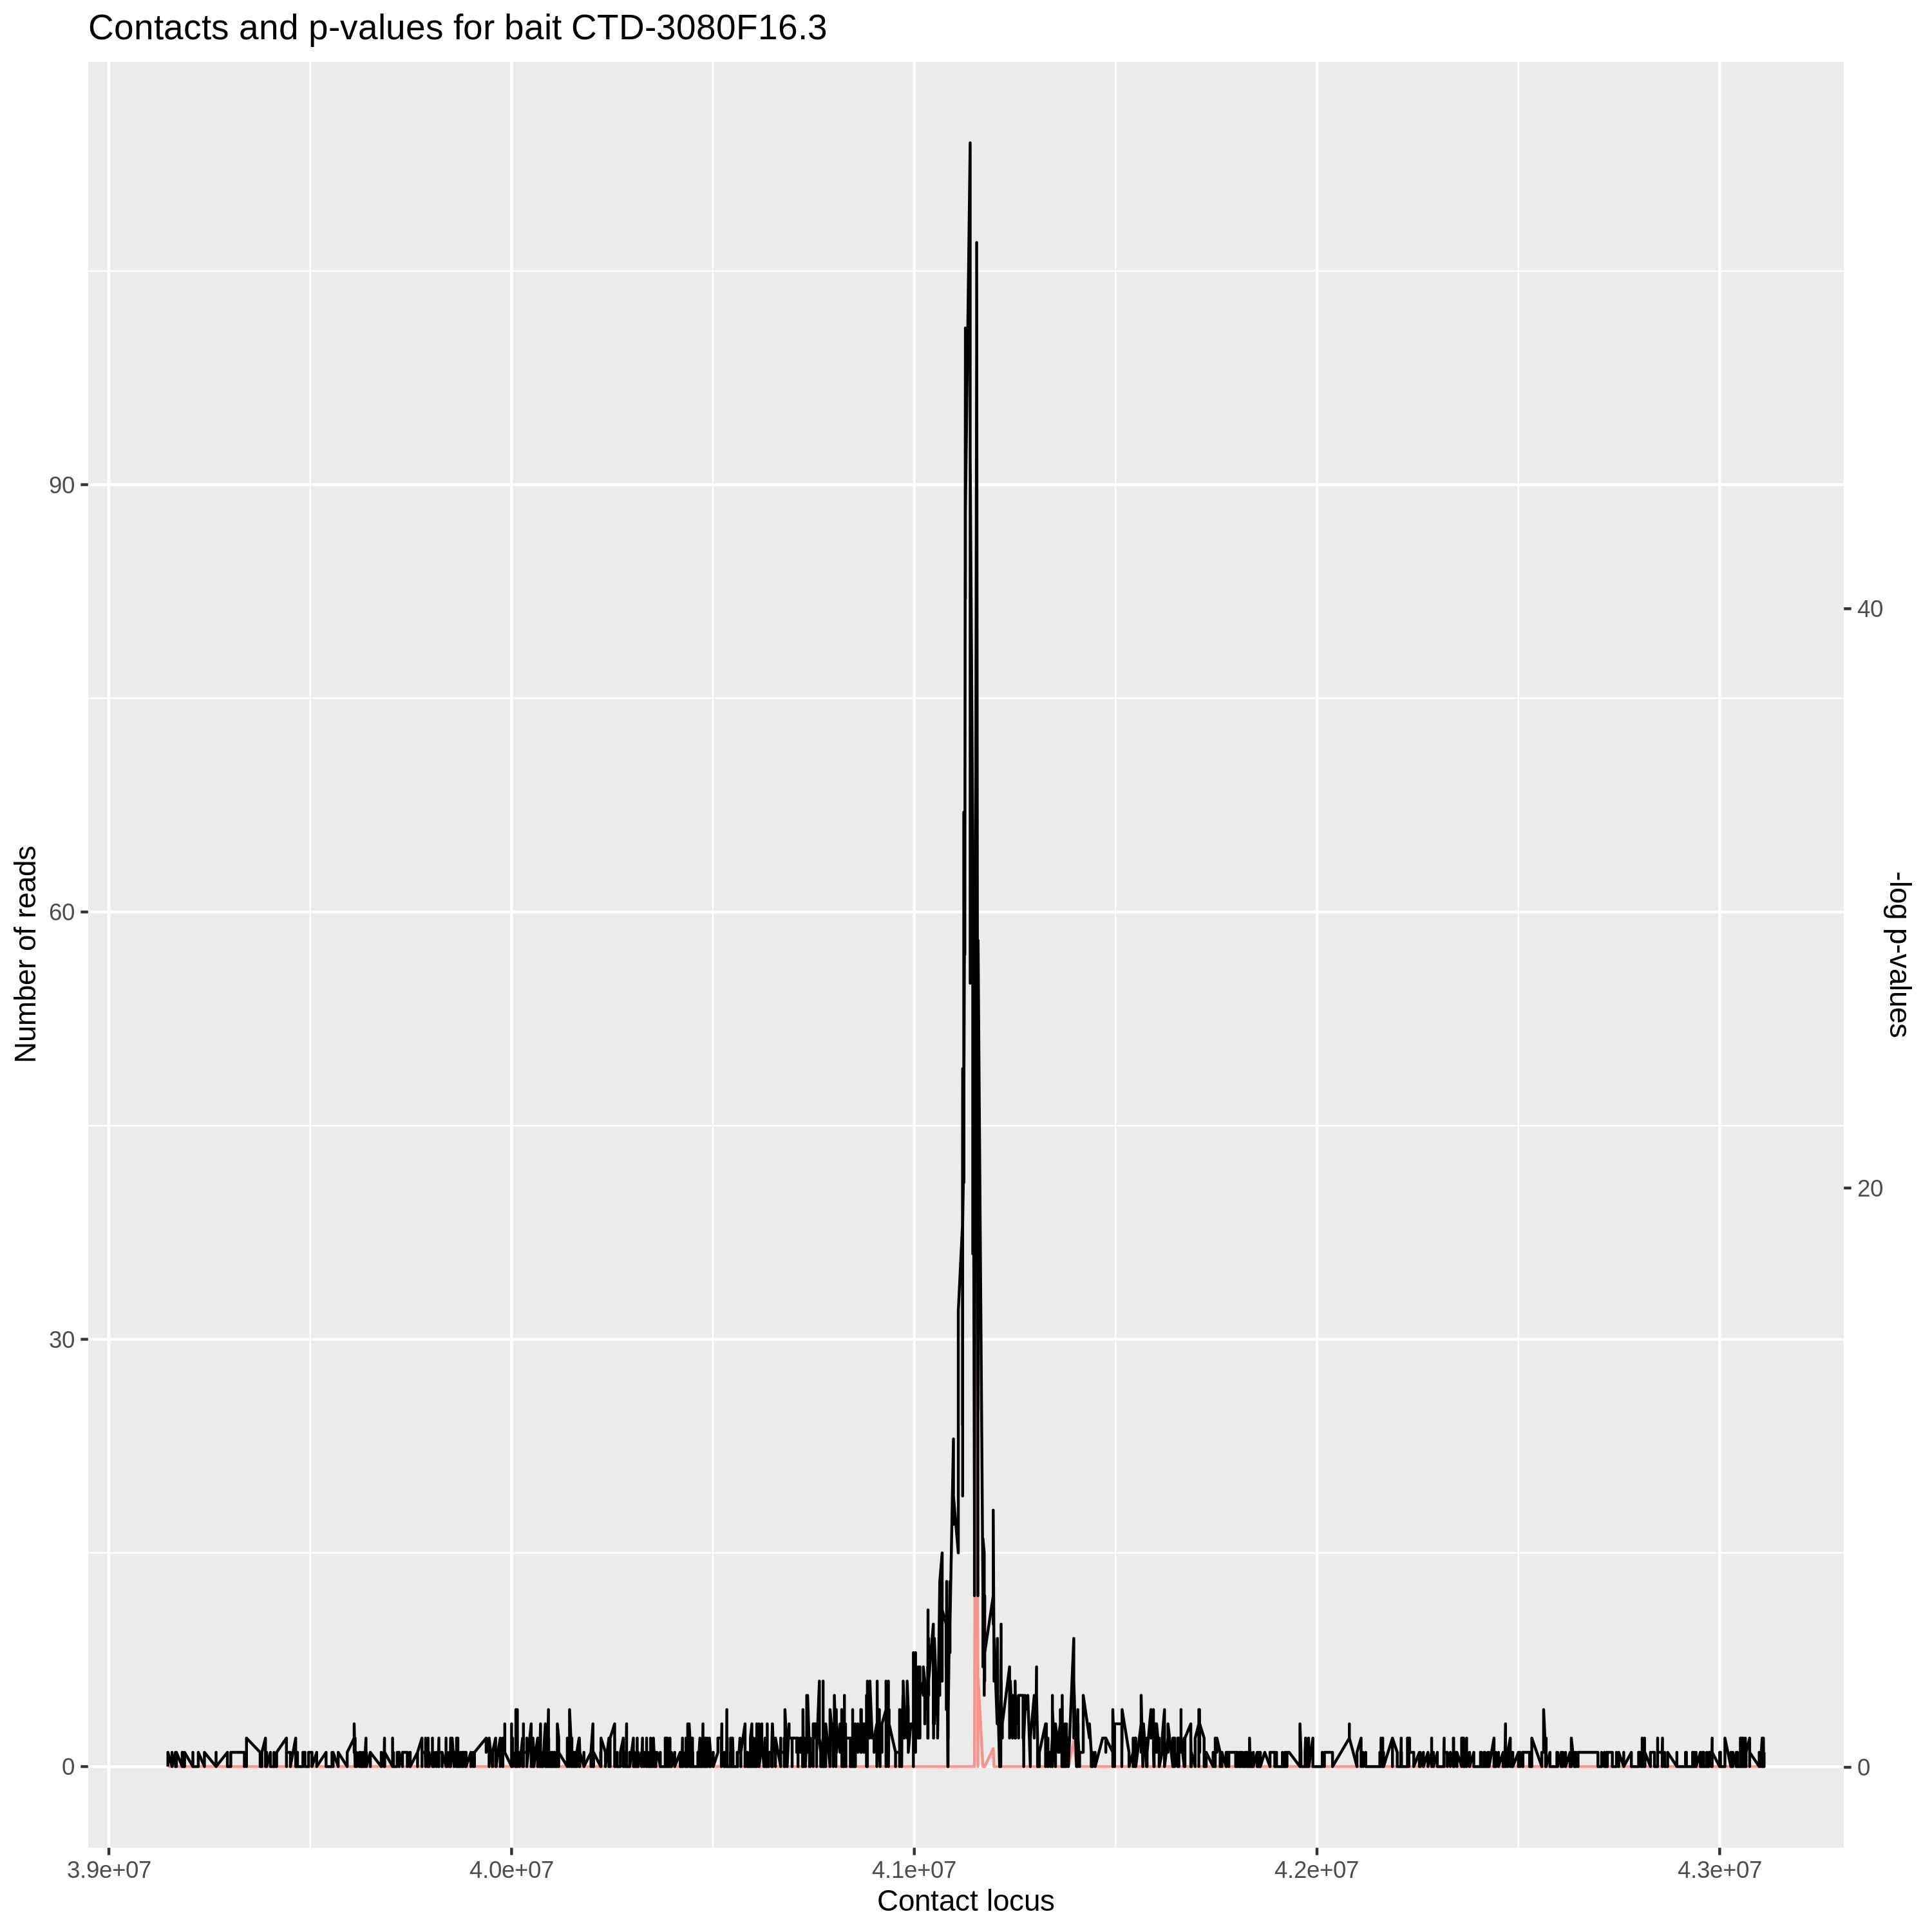 Contacts and p-values for bait CTD-3080F16.3
90
60
30
0
Number of reads
40
20
0
-log p-values
3.9e+07 4.0e+07 4.1e+07 4.2e+07 4.3e+07
Contact locus